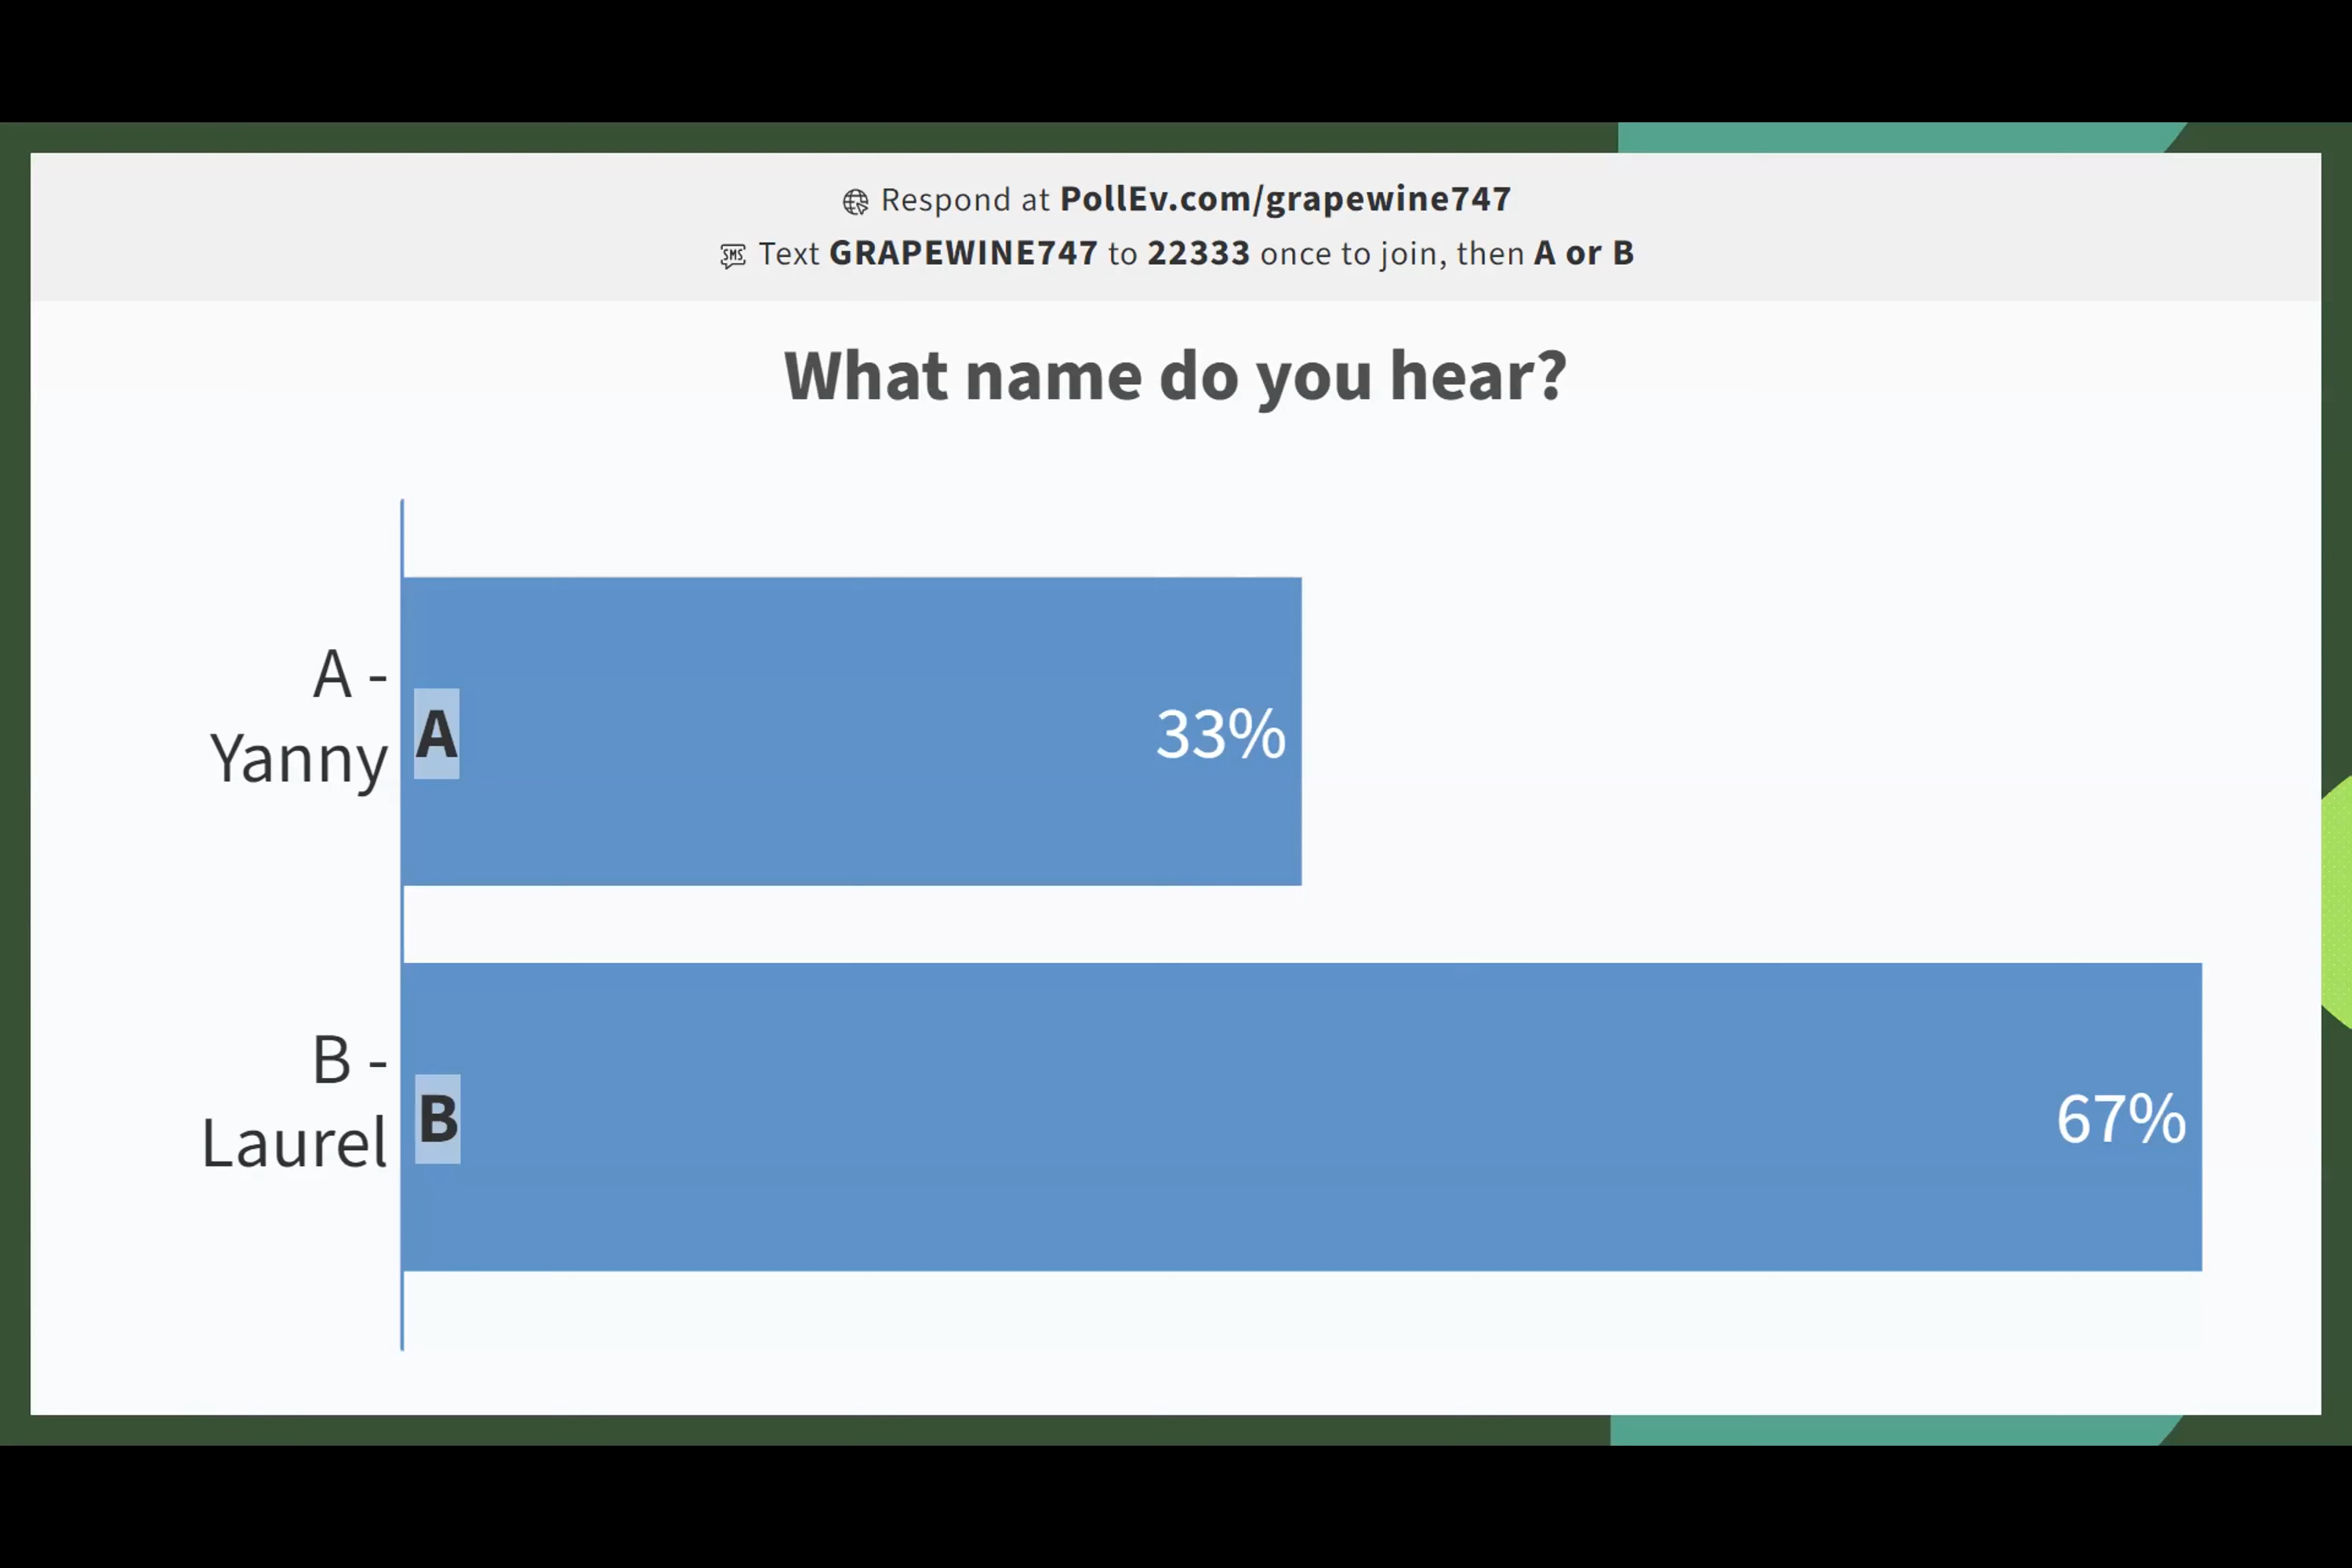 Respond at PollEv.com/grapewine747
SMS Text GRAPEWINE747 to 22333 once to join, then A or B
What name do you hear?
A -
Yanny
A
33%
B -
Laurel
B
67%